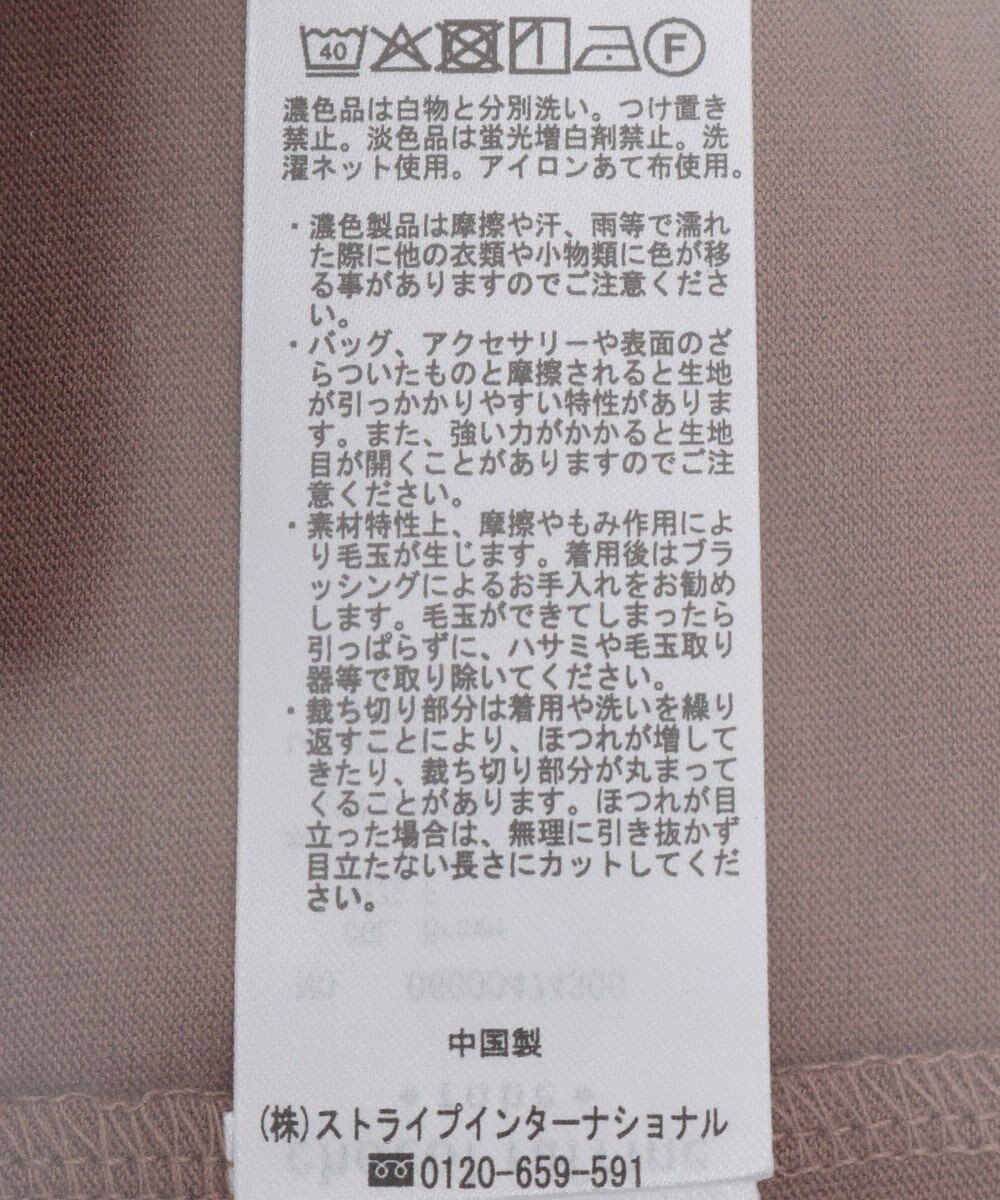 40
F
濃色品は白物と分別洗い。つけ置き
禁止。淡色品は蛍光増白剤禁止。洗
濯ネット使用。アイロンあて布使用。
・濃色製品は摩擦や汗、雨等で濡れ
た際に他の衣類や小物類に色が移
る事がありますのでご注意くださ
い。
・バッグ、アクセサリーや表面のざ
らついたものと摩擦されると生地
が引っかかりやすい特性がありま
す。また、強い力がかかると生地
目が開くことがありますのでご注
意ください。
・素材特性上、摩擦やもみ作用によ
り毛玉が生じます。着用後はブラ
ッシングによるお手入れをお勧め
します。毛玉ができてしまったら
引っぱらずに、ハサミや毛玉取り
器等で取り除いてください。
・裁ち切り部分は着用や洗いを繰り
返すことにより、ほつれが増して
きたり、裁ち切り部分が丸まって
くることがあります。ほつれが目
立った場合は、無理に引き抜かず
目立たない長さにカットしてくだ
さい。
中国製
(株)ストライプインターナショナル
0120-659-591